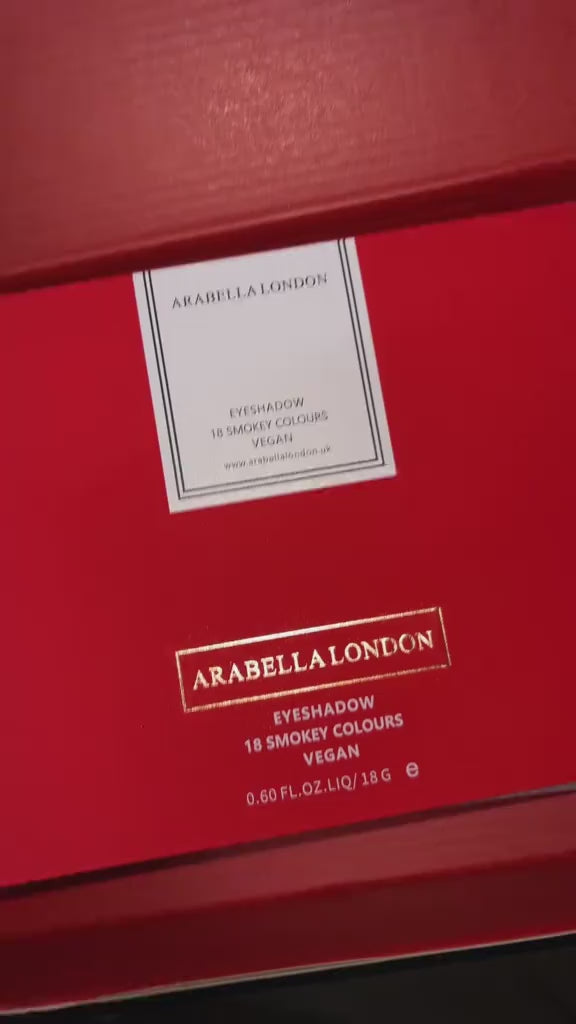 ARABELLA LONDON
EYESHADOW
18 SMOKEY COLOURS
VEGAN
www.arabellalondon.uk
ARABELLA LONDON
EYESHADOW
18 SMOKEY COLOURS
VEGAN
0.60 FL.OZ.LIQ/ 18 G ℮